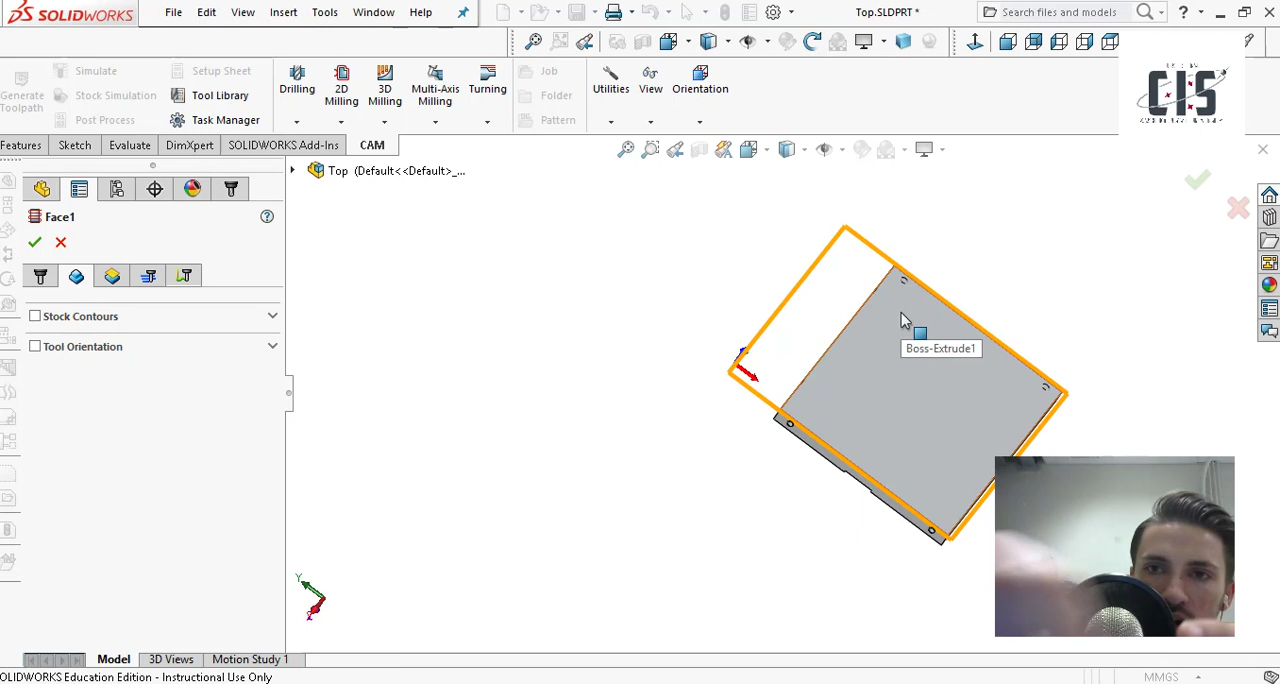 SOLIDWORKS
File Edit View Insert Tools Window Help
Top.SLDPRT *
Search files and models
?
Generate
Toolpath
Simulate
Stock Simulation
Post Process
Setup Sheet
Tool Library
Task Manager
Drilling
2D
Milling
3D
Milling
Multi-Axis
Milling
Turning
Job
Folder
Pattern
Utilities
View
Orientation
CIS
Features
Sketch
Evaluate
DimXpert
SOLIDWORKS Add-Ins
CAM
Top (Default<<Default>_...
Face1
Stock Contours
Tool Orientation
Boss-Extrude1
Y
Model
3D Views
Motion Study 1
OLIDWORKS Education Edition - Instructional Use Only
MMGS